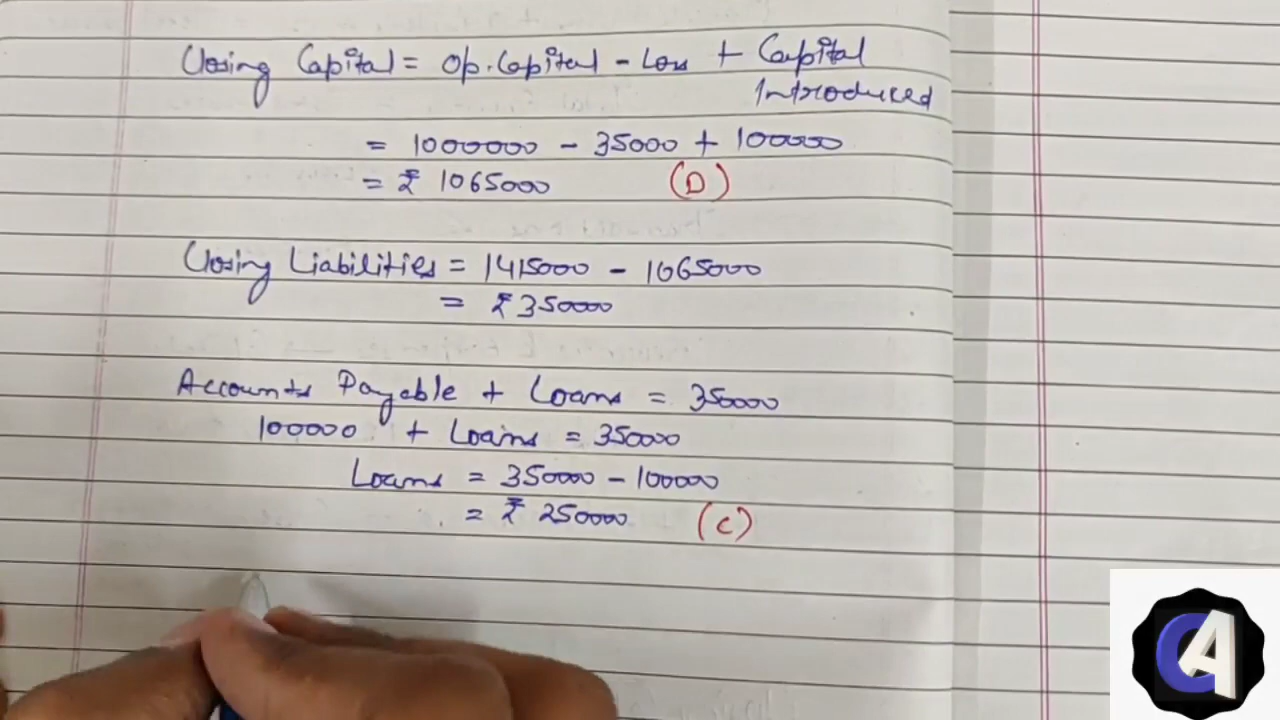 Closing Capital = Op. Capital - Loss + Capital
Introduced
= 1000000 - 35000 + 100000
= ₹ 1065000 (D)
Closing Liabilities = 1415000 - 1065000
= ₹ 350000
Accounts Payable + Loans = 350000
100000 + Loans = 350000
Loans = 350000 - 100000
= ₹ 250000 (C)
CA